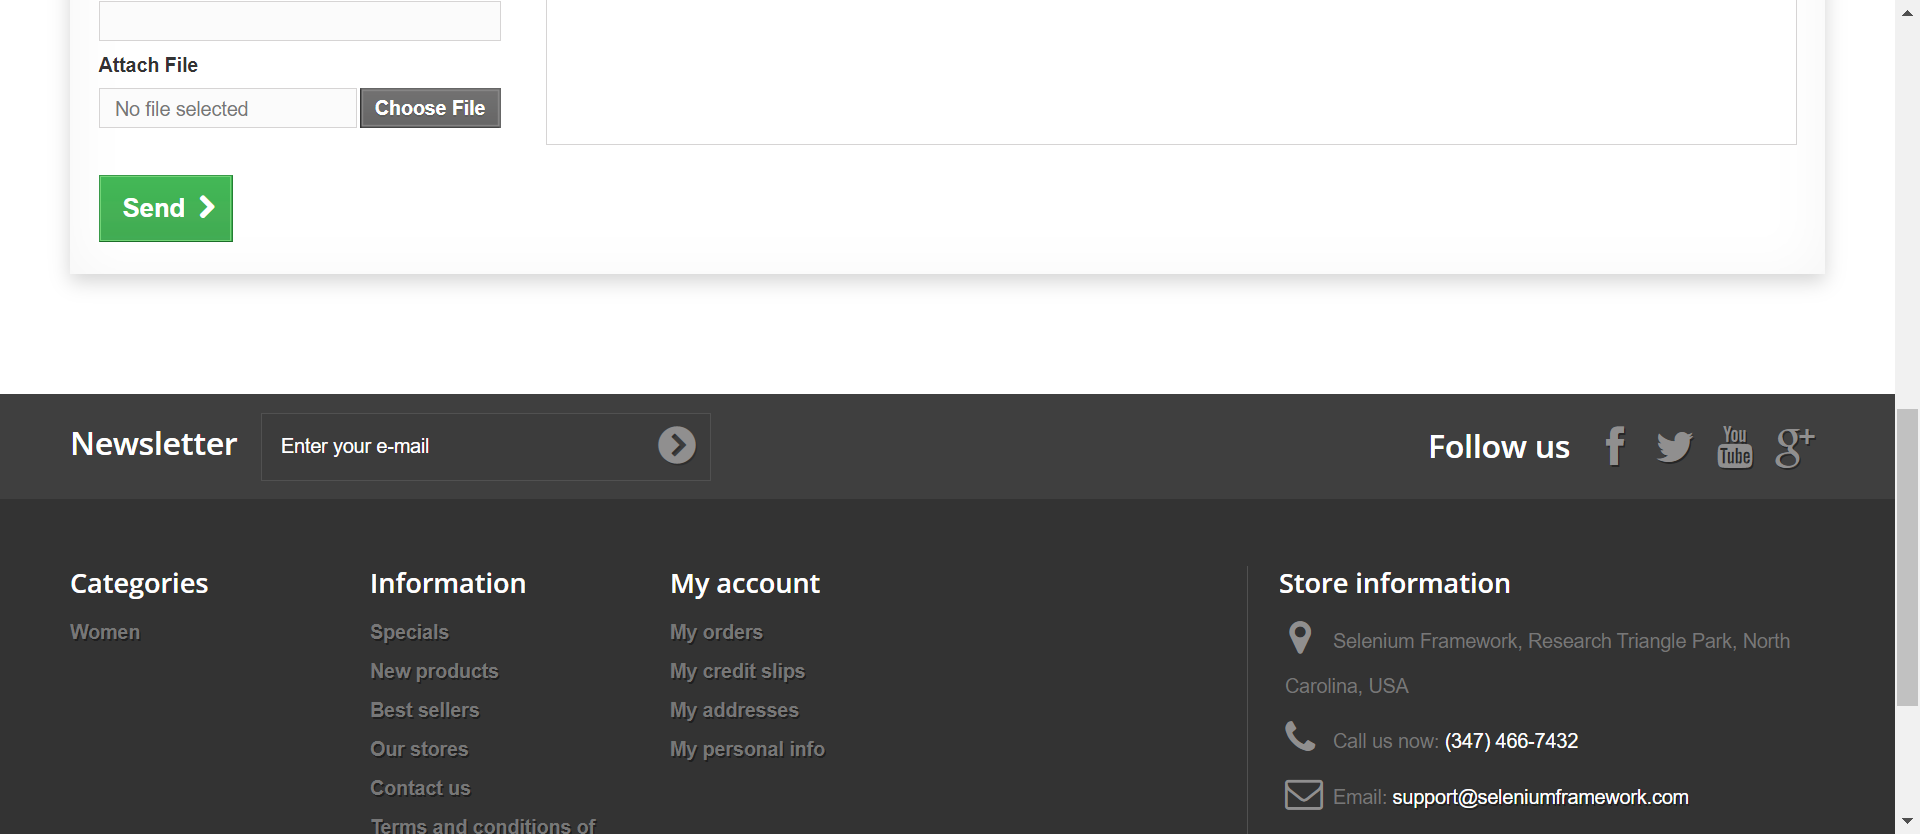 Attach File
No file selected
Choose File
Send
Newsletter
Enter your e-mail
Follow us
You
Tube
g+
Categories
Women
Information
Specials
New products
Best sellers
Our stores
Contact us
Terms and conditions of
My account
My orders
My credit slips
My addresses
My personal info
Store information
Selenium Framework, Research Triangle Park, North
Carolina, USA
Call us now: (347) 466-7432
Email: support@seleniumframework.com